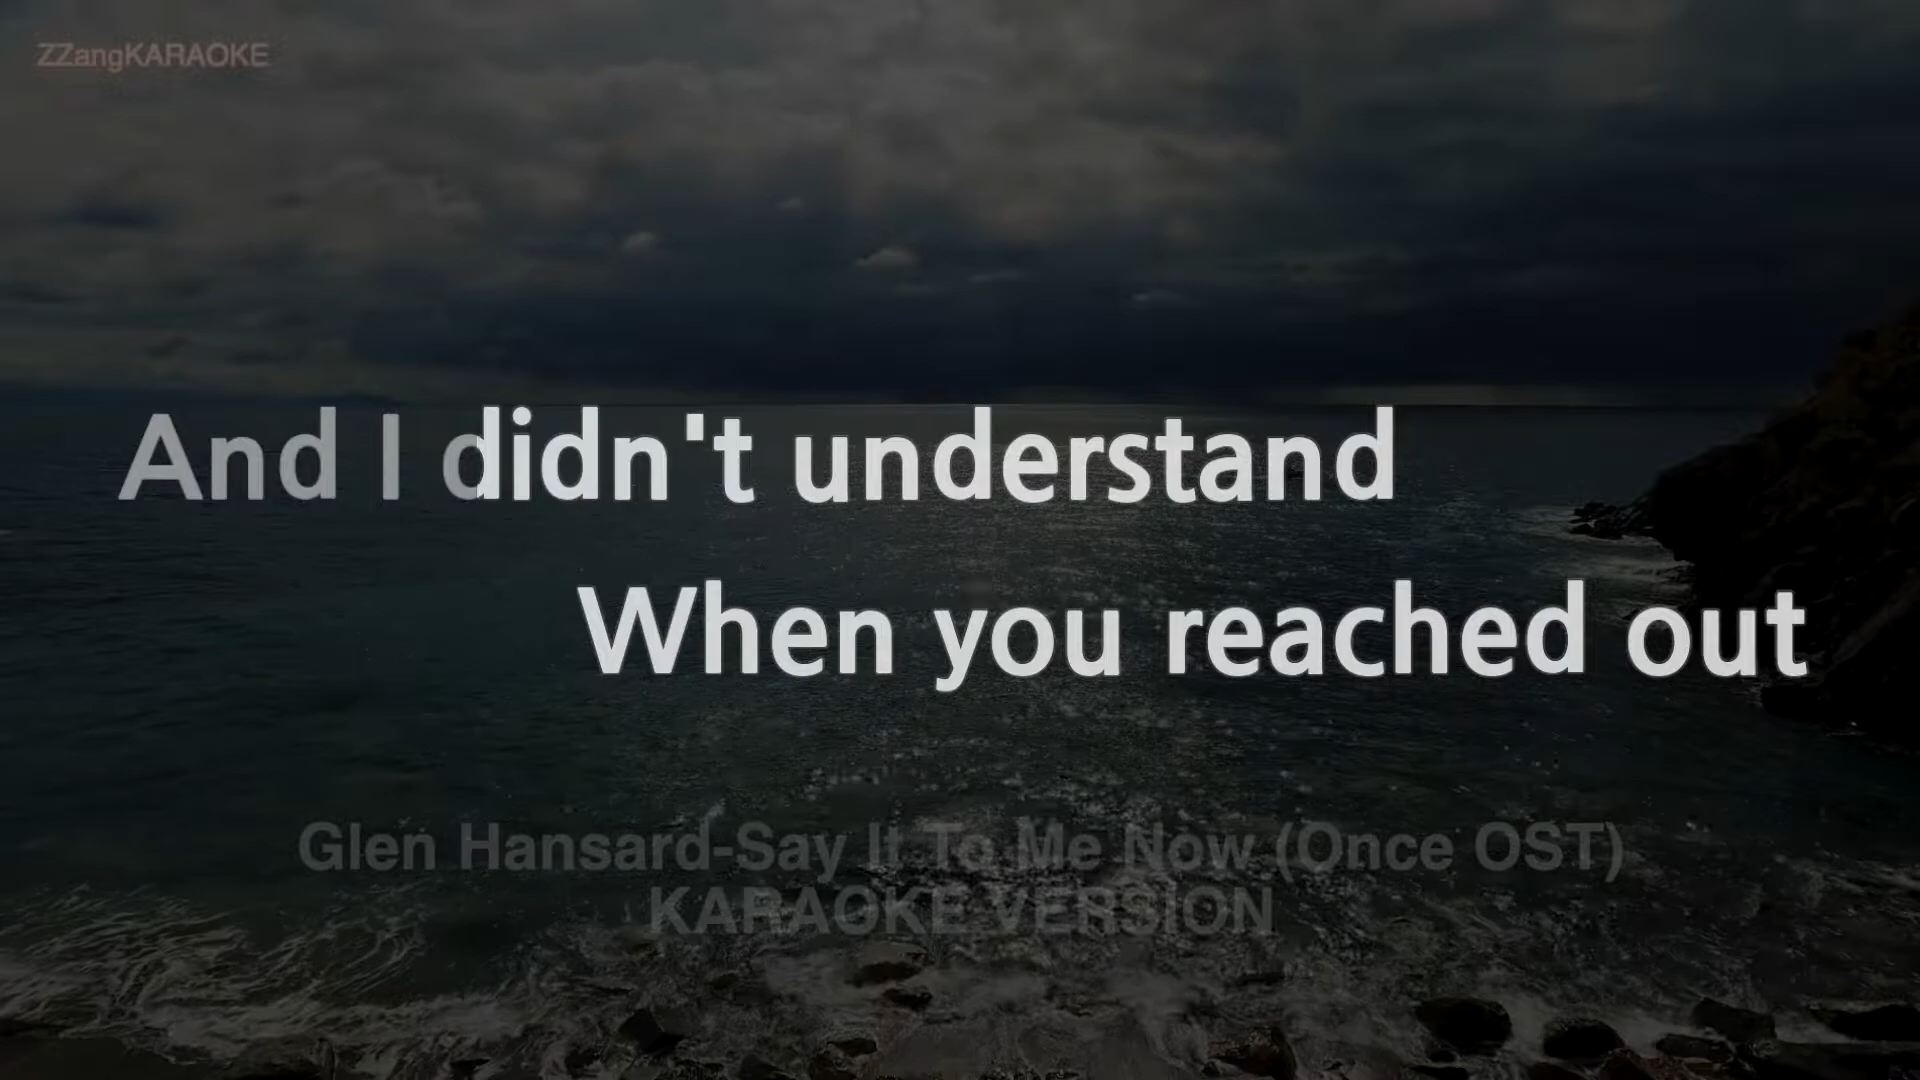 ZZangKARAOKE
And I didn't understand
When you reached out
Glen Hansard-Say It To Me Now (Once OST)
KARAOKE VERSION